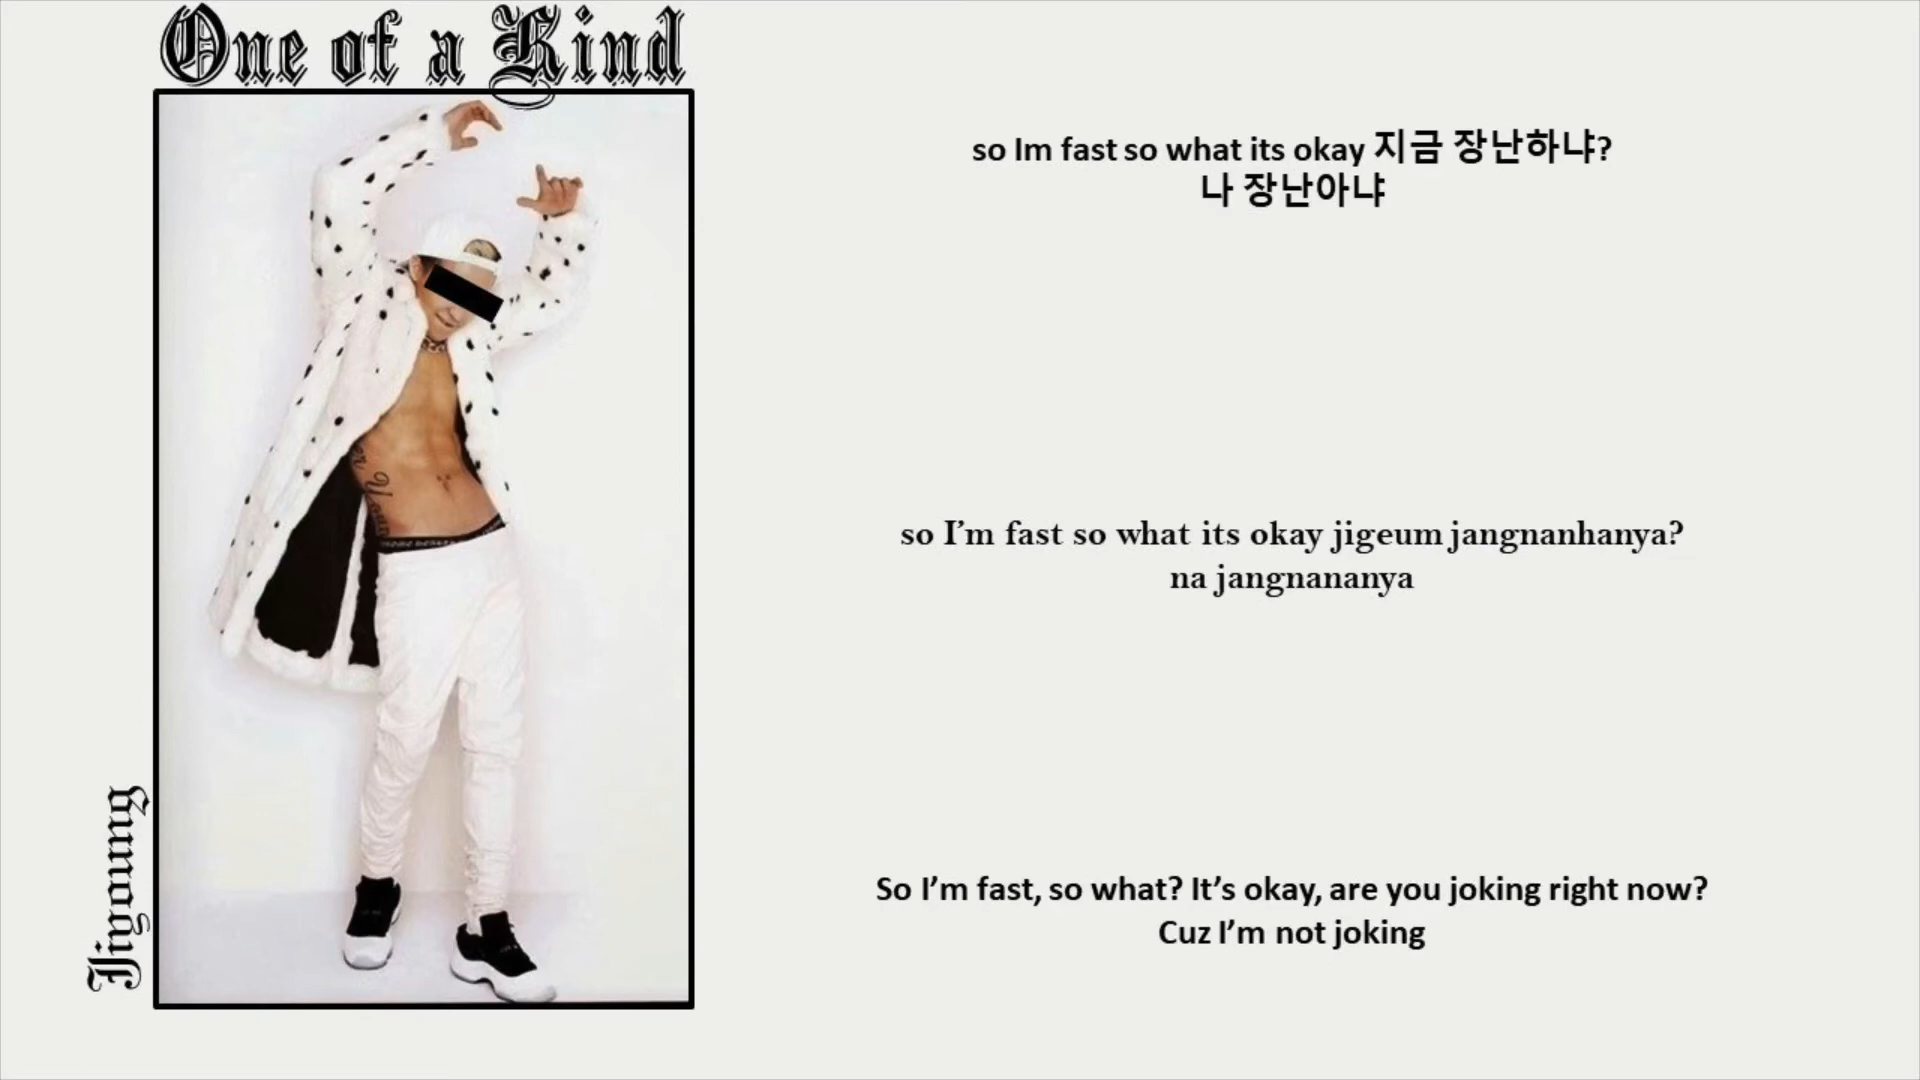 One of a Kind
Jiyoung
so Im fast so what its okay 지금 장난하냐?
나 장난아냐
so I’m fast so what its okay jigeum jangnanhanya?
na jangnananya
So I’m fast, so what? It’s okay, are you joking right now?
Cuz I’m not joking